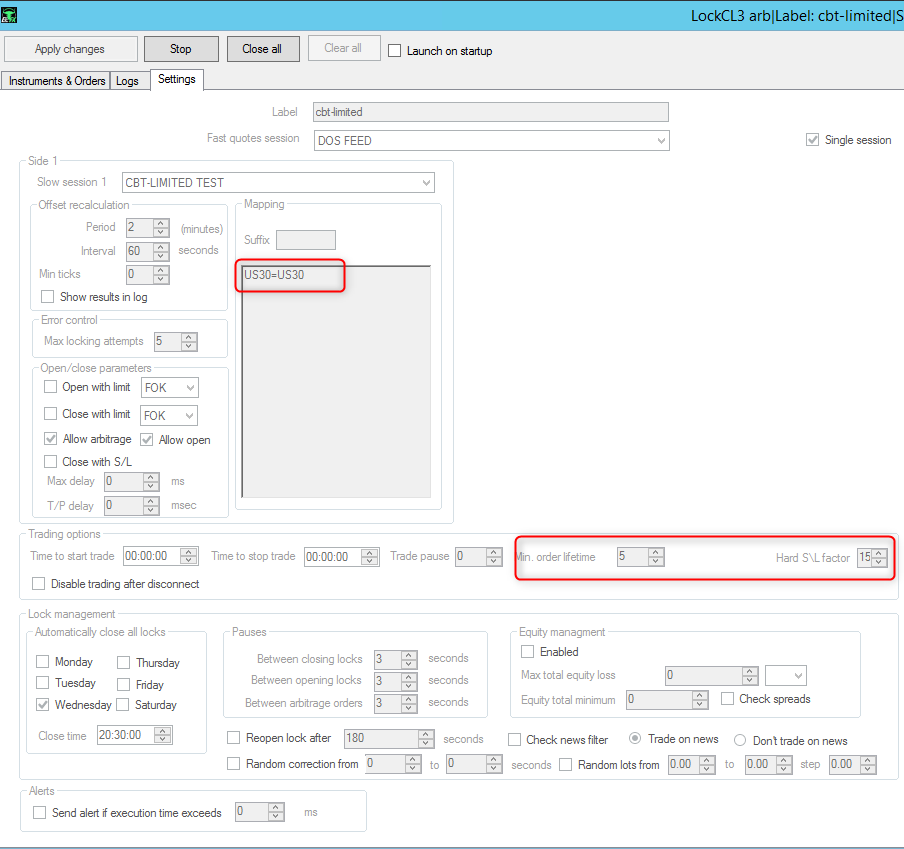 LockCL3 arb|Label: cbt-limited|S
Apply changes Stop Close all Clear all Launch on startup
Instruments & Orders Logs Settings
Label cbt-limited
Fast quotes session DOS FEED Single session
Side 1
Slow session 1 CBT-LIMITED TEST
Offset recalculation
Period 2 (minutes)
Interval 60 seconds
Min ticks 0
Show results in log
Error control
Max locking attempts 5
Open/close parameters
Open with limit FOK
Close with limit FOK
Allow arbitrage Allow open
Close with S/L
Max delay 0 ms
T/P delay 0 msec
Mapping
Suffix
US30=US30
Trading options
Time to start trade 00:00:00 Time to stop trade 00:00:00 Trade pause 0 Min. order lifetime 5 Hard S\L factor 15
Disable trading after disconnect
Lock management
Automatically close all locks
Monday Thursday
Tuesday Friday
Wednesday Saturday
Close time 20:30:00
Pauses
Between closing locks 3 seconds
Between opening locks 3 seconds
Between arbitrage orders 3 seconds
Equity managment
Enabled
Max total equity loss 0
Equity total minimum 0 Check spreads
Reopen lock after 180 seconds Check news filter Trade on news Don't trade on news
Random correction from 0 to 0 seconds Random lots from 0.00 to 0.00 step 0.00
Alerts
Send alert if execution time exceeds 0 ms